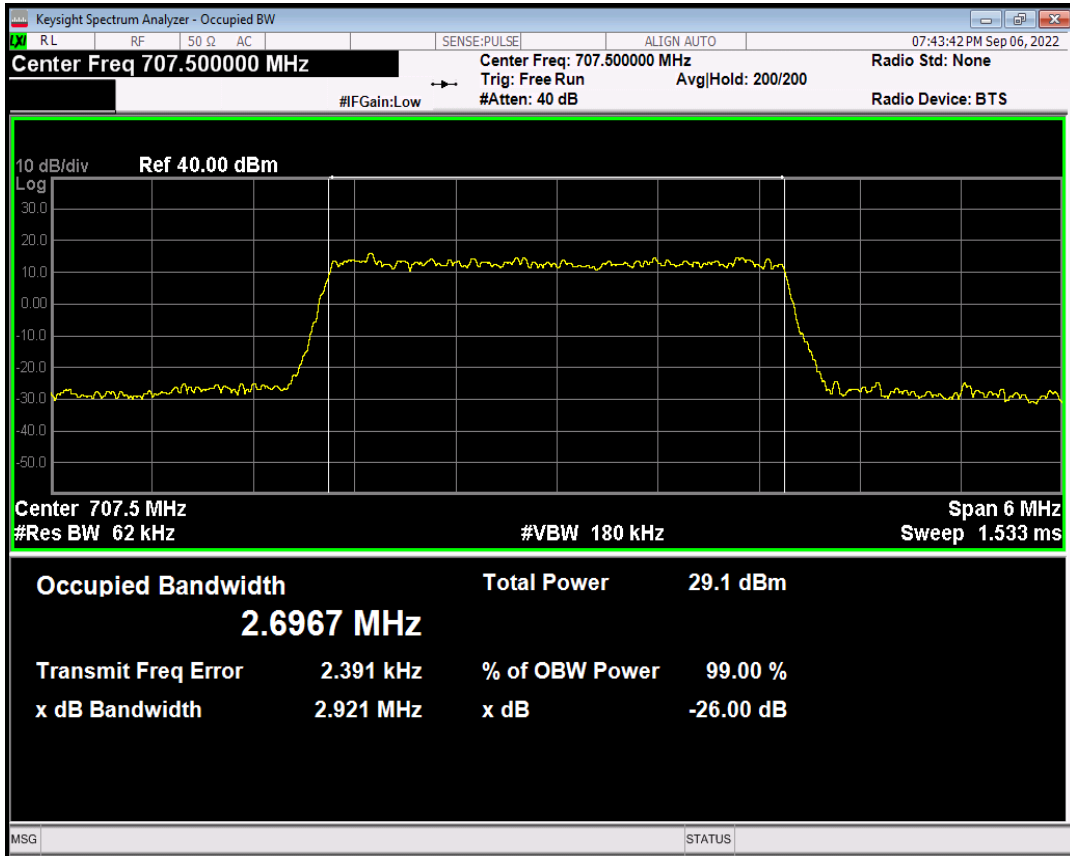 Keysight Spectrum Analyzer - Occupied BW
LXI RL RF 50 Ω AC SENSE:PULSE ALIGN AUTO 07:43:42 PM Sep 06, 2022
Center Freq 707.500000 MHz Center Freq: 707.500000 MHz Radio Std: None
Trig: Free Run Avg|Hold: 200/200
#IFGain:Low #Atten: 40 dB Radio Device: BTS
10 dB/div Ref 40.00 dBm
Log
30.0
20.0
10.0
0.00
-10.0
-20.0
-30.0
-40.0
-50.0
Center 707.5 MHz Span 6 MHz
#Res BW 62 kHz #VBW 180 kHz Sweep 1.533 ms
Occupied Bandwidth Total Power 29.1 dBm
2.6967 MHz
Transmit Freq Error 2.391 kHz % of OBW Power 99.00 %
x dB Bandwidth 2.921 MHz x dB -26.00 dB
MSG STATUS